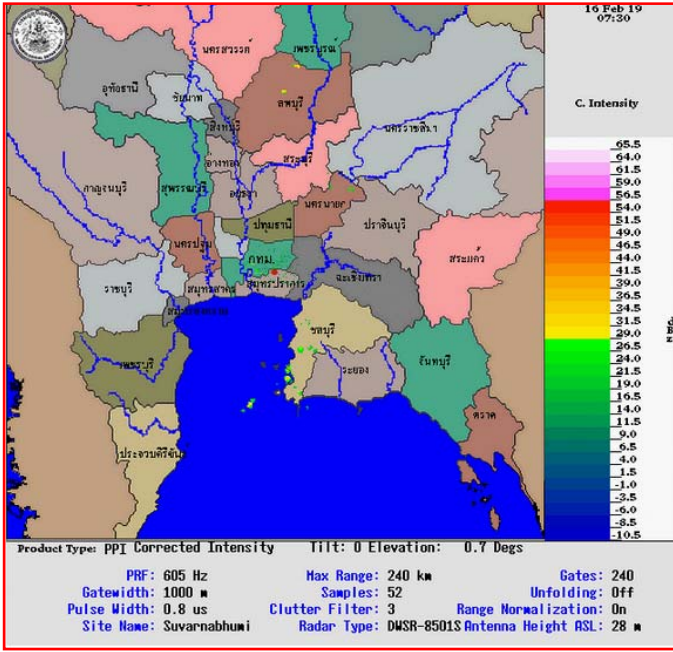 16 Feb 19
07:30
C. Intensity
65.5
64.0
61.5
59.0
56.5
54.0
51.5
49.0
46.5
44.0
41.5
39.0
36.5
34.0
31.5
29.0
26.5
24.0
21.5
19.0
16.5
14.0
11.5
9.0
6.5
4.0
1.5
-1.0
-3.5
-6.0
-8.5
-10.5
นครสวรรค์
เพชรบูรณ์
อุทัยธานี
ชัยนาท
ลพบุรี
สิงห์บุรี
นครราชสีมา
อ่างทอง
สระบุรี
กาญจนบุรี
สุพรรณบุรี
อยุธยา
นครนายก
ปราจีนบุรี
ปทุมธานี
นครปฐม
กทม.
สระแก้ว
ราชบุรี
สมุทรสาคร
สมุทรปราการ
ฉะเชิงเทรา
ชลบุรี
เพชรบุรี
ระยอง
จันทบุรี
ตราด
ประจวบคีรีขันธ์
Product Type: PPI Corrected Intensity Tilt: 0 Elevation: 0.7 Degs
PRF: 605 Hz Max Range: 240 km Gates: 240
Gatewidth: 1000 m Samples: 52 Unfolding: Off
Pulse Width: 0.8 us Clutter Filter: 3 Range Normalization: On
Site Name: Suvarnabhumi Radar Type: DWSR-8501S Antenna Height ASL: 28 m